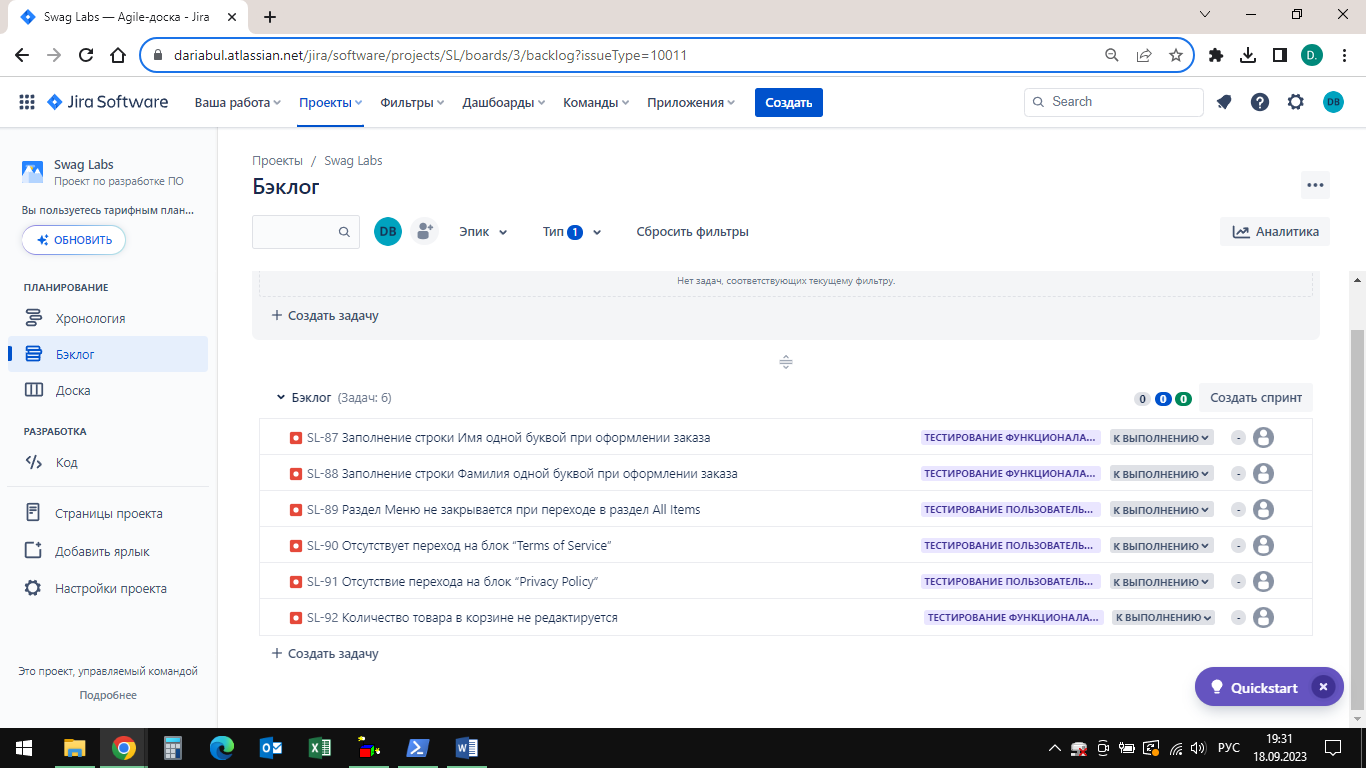 Swag Labs — Agile-доска - Jira
dariabul.atlassian.net/jira/software/projects/SL/boards/3/backlog?issueType=10011
D.
Jira Software
Ваша работа
Проекты
Фильтры
Дашборды
Команды
Приложения
Создать
Search
DB
Swag Labs
Проект по разработке ПО
Вы пользуетесь тарифным план...
ОБНОВИТЬ
ПЛАНИРОВАНИЕ
Хронология
Бэклог
Доска
РАЗРАБОТКА
Код
Страницы проекта
Добавить ярлык
Настройки проекта
Это проект, управляемый командой
Подробнее
Проекты / Swag Labs
Бэклог
DB
Эпик
Тип 1
Сбросить фильтры
Аналитика
Нет задач, соответствующих текущему фильтру.
+ Создать задачу
Бэклог (Задач: 6)
0 0 0 Создать спринт
SL-87 Заполнение строки Имя одной буквой при оформлении заказа ТЕСТИРОВАНИЕ ФУНКЦИОНАЛА... К ВЫПОЛНЕНИЮ -
SL-88 Заполнение строки Фамилия одной буквой при оформлении заказа ТЕСТИРОВАНИЕ ФУНКЦИОНАЛА... К ВЫПОЛНЕНИЮ -
SL-89 Раздел Меню не закрывается при переходе в раздел All Items ТЕСТИРОВАНИЕ ПОЛЬЗОВАТЕЛЬ... К ВЫПОЛНЕНИЮ -
SL-90 Отсутствует переход на блок “Terms of Service” ТЕСТИРОВАНИЕ ПОЛЬЗОВАТЕЛЬ... К ВЫПОЛНЕНИЮ -
SL-91 Отсутствие перехода на блок “Privacy Policy” ТЕСТИРОВАНИЕ ПОЛЬЗОВАТЕЛЬ... К ВЫПОЛНЕНИЮ -
SL-92 Количество товара в корзине не редактируется ТЕСТИРОВАНИЕ ФУНКЦИОНАЛА... К ВЫПОЛНЕНИЮ -
+ Создать задачу
Quickstart
РУС
19:31
18.09.2023